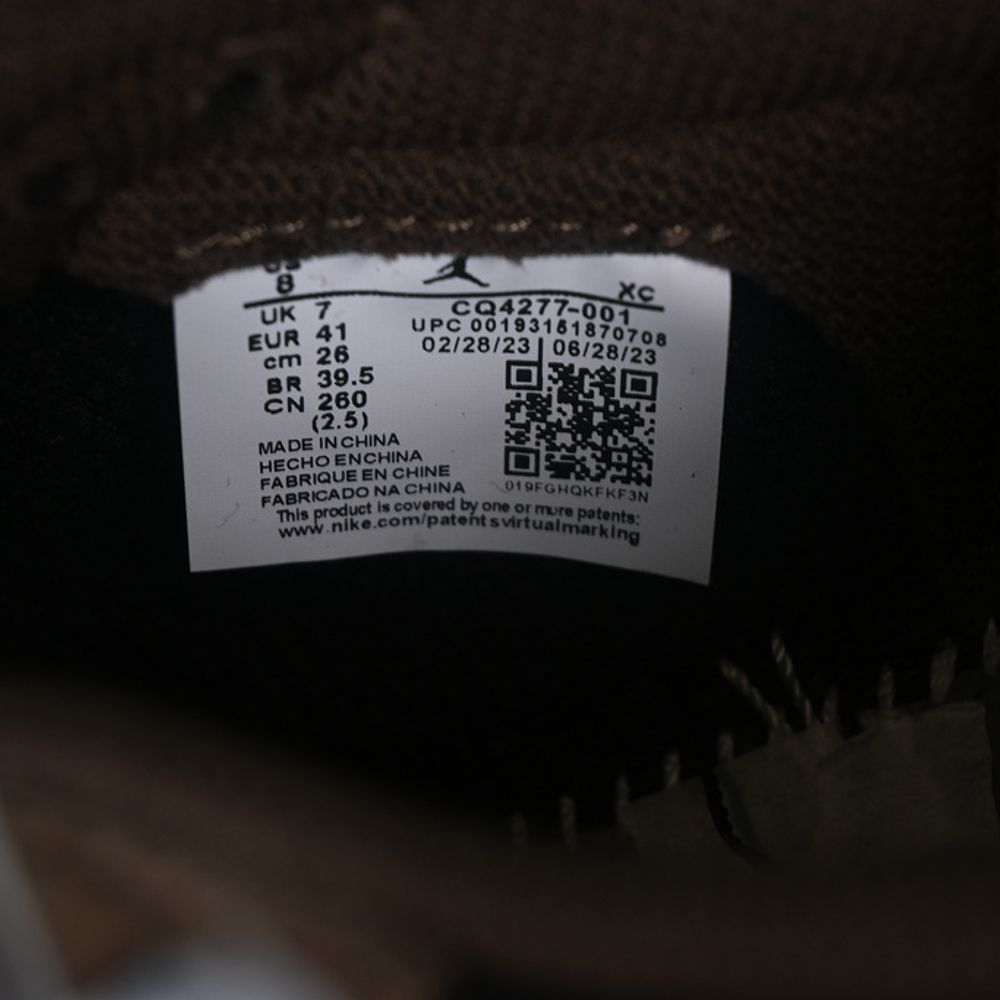 US
8 XC
UK 7 CQ4277-001
EUR 41 UPC 00193151870708
cm 26 02/28/23 | 06/28/23
BR 39.5
CN 260
(2.5)
MADE IN CHINA
HECHO EN CHINA
FABRIQUE EN CHINE
FABRICADO NA CHINA 019FGHQKFKF3N
This product is covered by one or more patents:
www.nike.com/patentsvirtualmarking